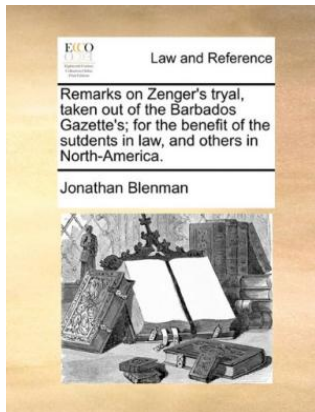 ECCO
Law and Reference
Remarks on Zenger's tryal,
taken out of the Barbados
Gazette's; for the benefit of the
sutdents in law, and others in
North-America.
Jonathan Blenman